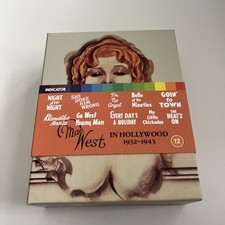 INDICATOR
NIGHT after NIGHT
SHE DONE HIM WRONG
I'm No Angel
Belle of the Nineties
GOIN' TO TOWN
Klondike Annie
Go West Young Man
EVERY DAY'S A HOLIDAY
My Little Chickadee
THE HEAT'S ON
Mae West
IN HOLLYWOOD
1932–1943
12